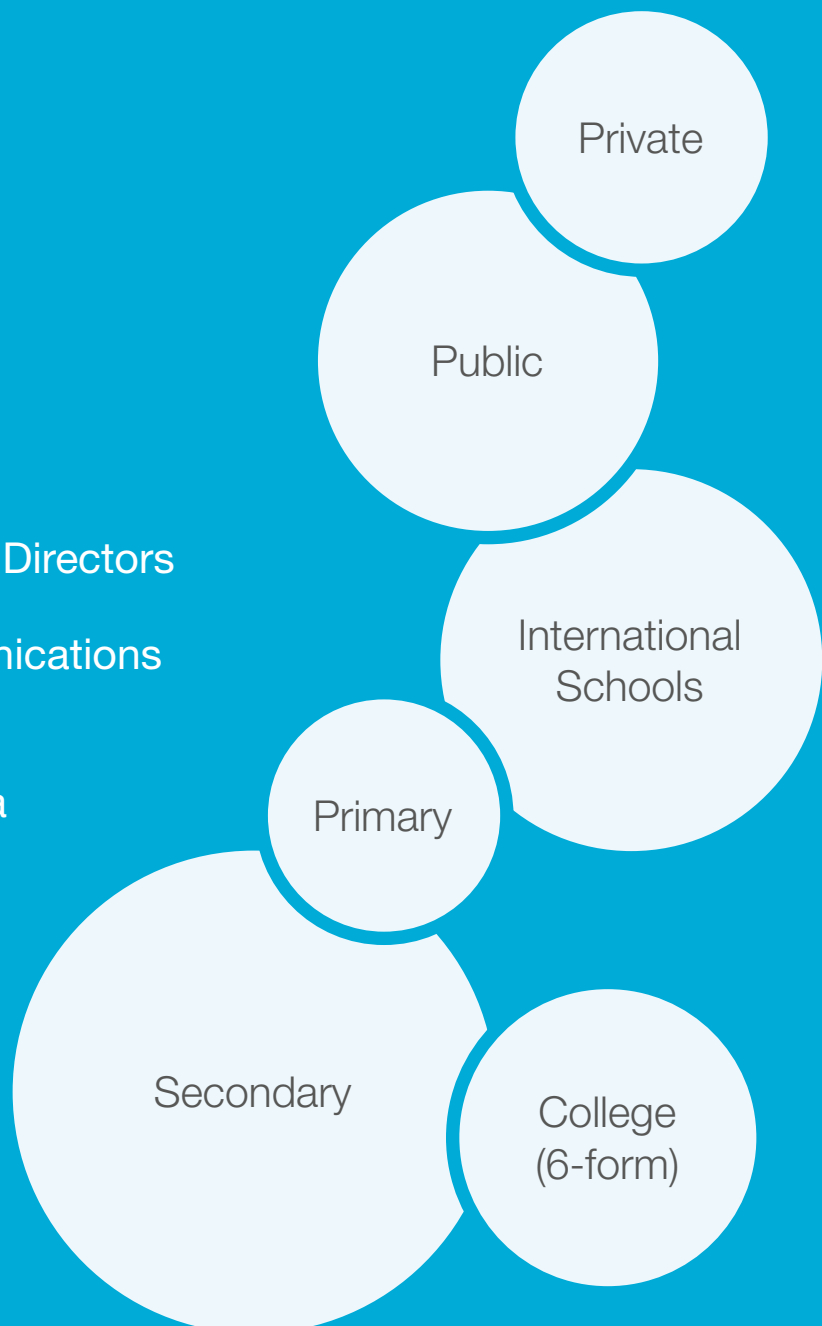 Private
Public
Directors
International
Schools
nications
a
Primary
Secondary
College
(6-form)